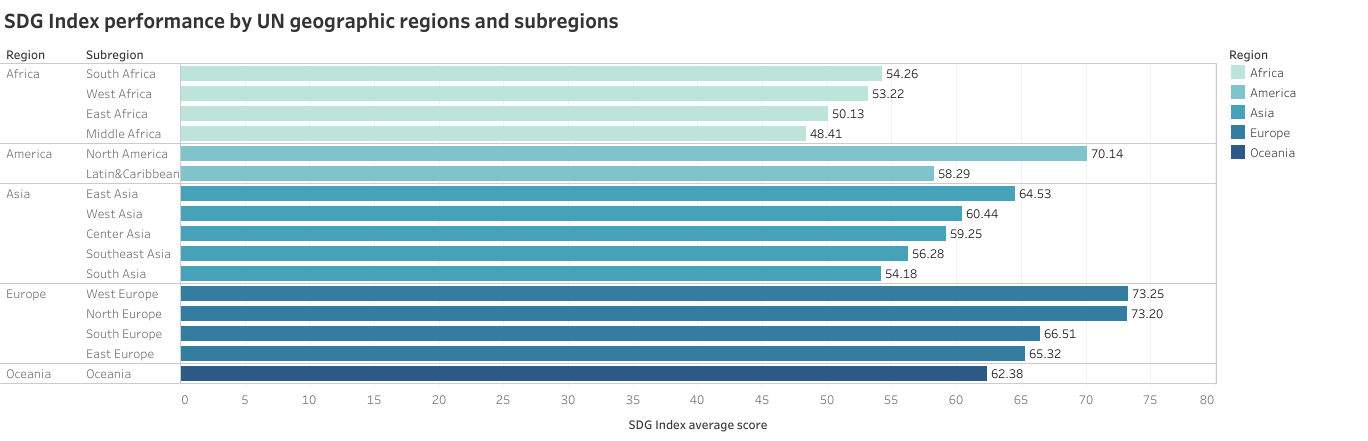 SDG Index performance by UN geographic regions and subregions
Region Subregion
Africa South Africa 54.26
West Africa 53.22
East Africa 50.13
Middle Africa 48.41
America North America 70.14
Latin&Caribbean 58.29
Asia East Asia 64.53
West Asia 60.44
Center Asia 59.25
Southeast Asia 56.28
South Asia 54.18
Europe West Europe 73.25
North Europe 73.20
South Europe 66.51
East Europe 65.32
Oceania Oceania 62.38
0 5 10 15 20 25 30 35 40 45 50 55 60 65 70 75 80
SDG Index average score
Region
Africa
America
Asia
Europe
Oceania